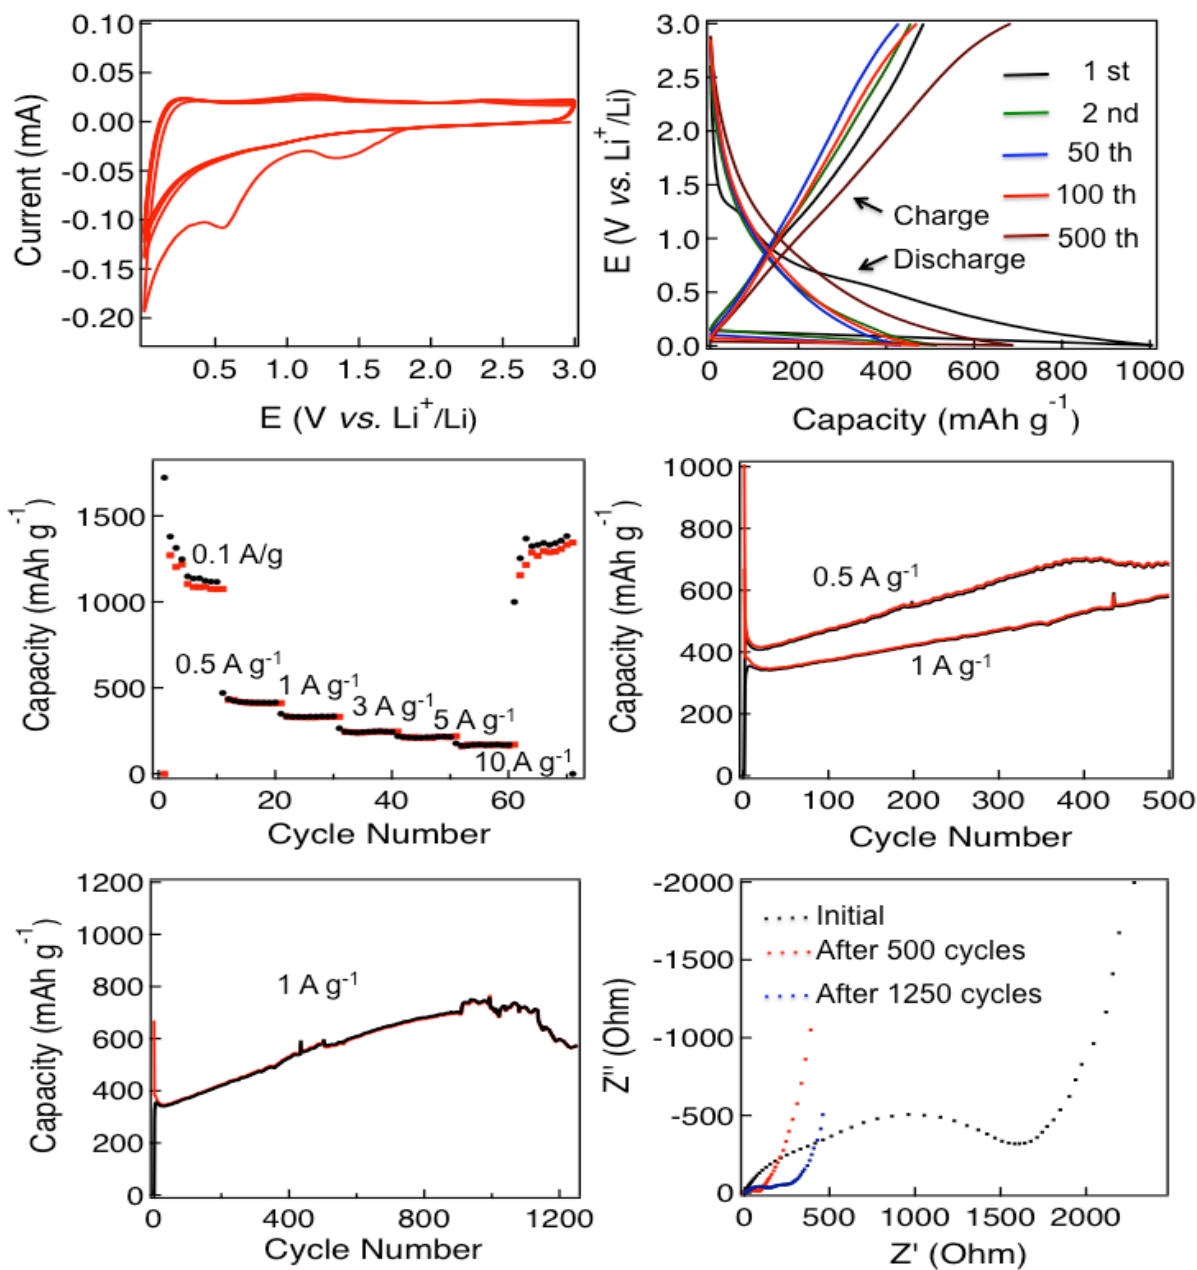 0.10
0.05
0.00
-0.05
-0.10
-0.15
-0.20
Current (mA)
0.5 1.0 1.5 2.0 2.5 3.0
E (V vs. Li⁺/Li)
3.0
2.5
2.0
1.5
1.0
0.5
0.0
E (V vs. Li⁺/Li)
1 st
2 nd
50 th
100 th
500 th
Charge
Discharge
0 200 400 600 800 1000
Capacity (mAh g⁻¹)
1500
1000
500
0
Capacity (mAh g⁻¹)
0.1 A/g
0.5 A g⁻¹
1 A g⁻¹
3 A g⁻¹
5 A g⁻¹
10 A g⁻¹
0 20 40 60
Cycle Number
1000
800
600
400
200
0
Capacity (mAh g⁻¹)
0.5 A g⁻¹
1 A g⁻¹
0 100 200 300 400 500
Cycle Number
1200
1000
800
600
400
200
0
Capacity (mAh g⁻¹)
1 A g⁻¹
0 400 800 1200
Cycle Number
-2000
-1500
-1000
-500
0
Z'' (Ohm)
Initial
After 500 cycles
After 1250 cycles
0 500 1000 1500 2000
Z' (Ohm)